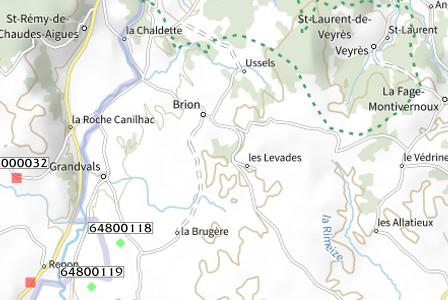 St-Rémy-de-
Chaudes-Aigues
la Chaldette
St-Laurent-de-
Veyrès
Veyrès
St-Laurent
Ussels
La Fage-
Montivernoux
Brion
la Roche Canilhac
les Levades
le Védrine
000032
Grandvals
la Rimeize
les Allatieux
64800118
la Brugère
64800119